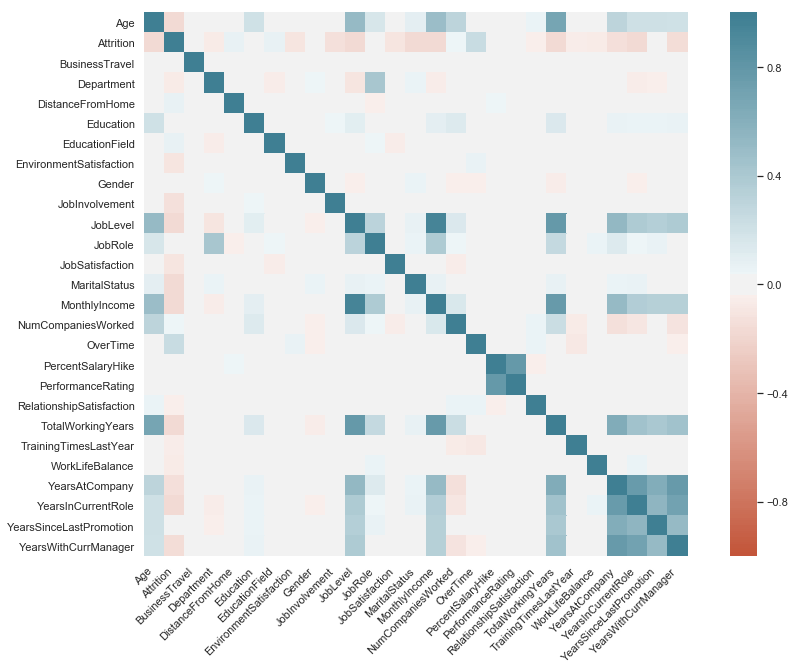 Age
Attrition
BusinessTravel
Department
DistanceFromHome
Education
EducationField
EnvironmentSatisfaction
Gender
JobInvolvement
JobLevel
JobRole
JobSatisfaction
MaritalStatus
MonthlyIncome
NumCompaniesWorked
OverTime
PercentSalaryHike
PerformanceRating
RelationshipSatisfaction
TotalWorkingYears
TrainingTimesLastYear
WorkLifeBalance
YearsAtCompany
YearsInCurrentRole
YearsSinceLastPromotion
YearsWithCurrManager
Age
Attrition
BusinessTravel
Department
DistanceFromHome
Education
EducationField
EnvironmentSatisfaction
Gender
JobInvolvement
JobLevel
JobRole
JobSatisfaction
MaritalStatus
MonthlyIncome
NumCompaniesWorked
OverTime
PercentSalaryHike
PerformanceRating
RelationshipSatisfaction
TotalWorkingYears
TrainingTimesLastYear
WorkLifeBalance
YearsAtCompany
YearsInCurrentRole
YearsSinceLastPromotion
YearsWithCurrManager
0.8
0.4
0.0
−0.4
−0.8